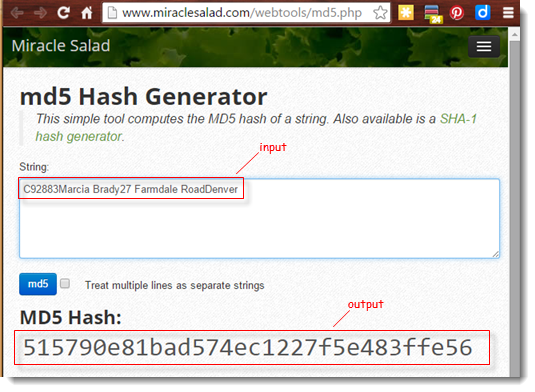 www.miraclesalad.com/webtools/md5.php
24
Miracle Salad
md5 Hash Generator
This simple tool computes the MD5 hash of a string. Also available is a SHA-1
hash generator.
input
String:
C92883Marcia Brady27 Farmdale RoadDenver
md5
Treat multiple lines as separate strings
output
MD5 Hash:
515790e81bad574ec1227f5e483ffe56